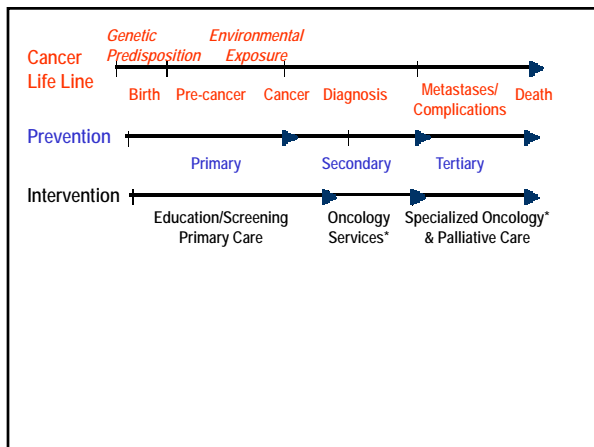 Genetic Environmental
Predisposition Exposure
Cancer
Life Line
Birth Pre-cancer Cancer Diagnosis Metastases/
Complications Death
Prevention
Primary Secondary Tertiary
Intervention
Education/Screening Oncology Specialized Oncology*
Primary Care Services* & Palliative Care